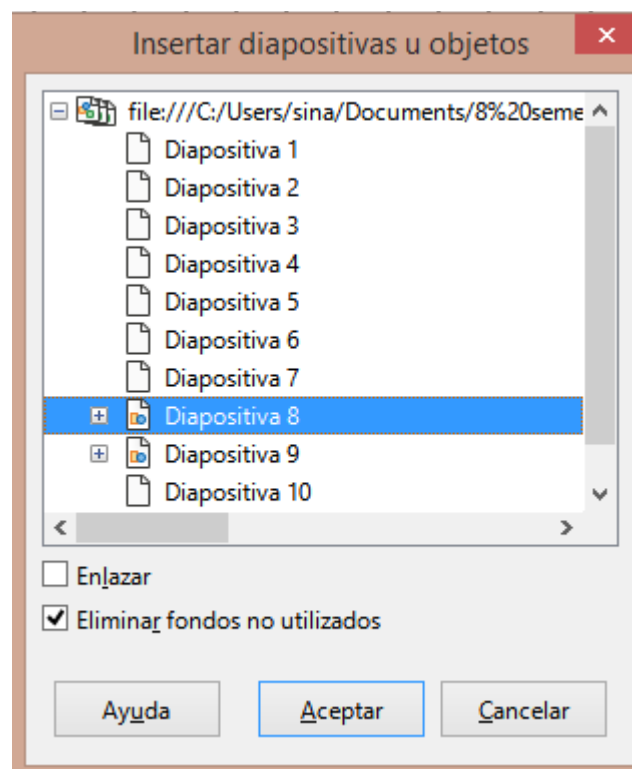 Insertar diapositivas u objetos
file:///C:/Users/sina/Documents/8%20seme
Diapositiva 1
Diapositiva 2
Diapositiva 3
Diapositiva 4
Diapositiva 5
Diapositiva 6
Diapositiva 7
Diapositiva 8
Diapositiva 9
Diapositiva 10
Enlazar
Eliminar fondos no utilizados
Ayuda Aceptar Cancelar